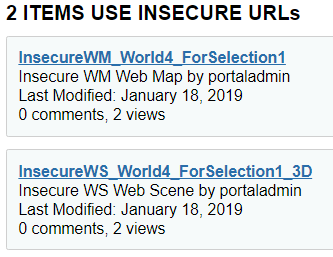 2 ITEMS USE INSECURE URLs
InsecureWM_World4_ForSelection1
Insecure WM Web Map by portaladmin
Last Modified: January 18, 2019
0 comments, 2 views
InsecureWS_World4_ForSelection1_3D
Insecure WS Web Scene by portaladmin
Last Modified: January 18, 2019
0 comments, 2 views